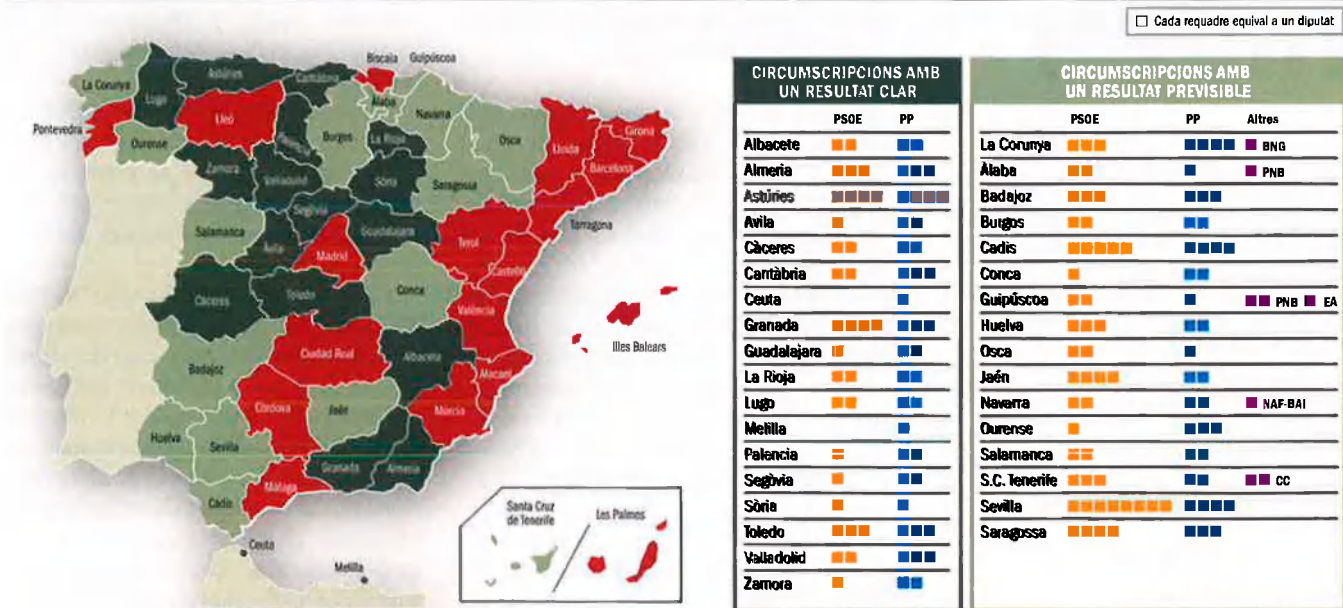 Cada requadre equival a un diputat
Biscaia Guipúscoa
La Corunya
Lugo
Astúries
Cantàbria
Àlaba
Navarra
Pontevedra
Ourense
Lleó
Burgos
La Rioja
Osca
Lleida
Girona
Barcelona
Zamora
Valladolid
Sòria
Saragossa
Tarragona
Segòvia
Salamanca
Àvila
Madrid
Guadalajara
Terol
Castelló
Càceres
Toledo
Conca
València
Illes Balears
Badajoz
Ciudad Real
Albacete
Alacant
Còrdova
Jaén
Múrcia
Huelva
Sevilla
Granada
Almeria
Cadis
Màlaga
Ceuta
Melilla
Santa Cruz
de Tenerife
Les Palmes
CIRCUMSCRIPCIONS AMB
UN RESULTAT CLAR
PSOE PP
Albacete
Almeria
Astúries
Avila
Càceres
Cantàbria
Ceuta
Granada
Guadalajara
La Rioja
Lugo
Melilla
Palencia
Segòvia
Sòria
Toledo
Valladolid
Zamora
CIRCUMSCRIPCIONS AMB
UN RESULTAT PREVISIBLE
PSOE PP Altres
La Corunya BNG
Àlaba PNB
Badajoz
Burgos
Cadis
Conca
Guipúscoa PNB EA
Huelva
Osca
Jaén
Navarra NAF-BAI
Ourense
Salamanca
S.C. Tenerife CC
Sevilla
Saragossa